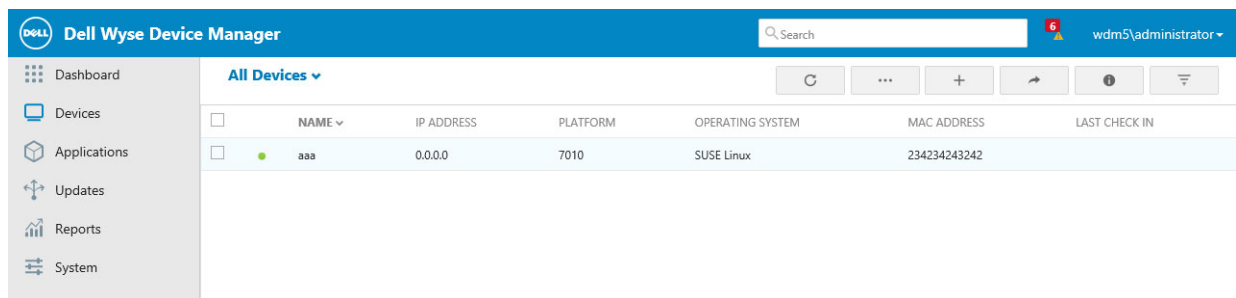 DELL Dell Wyse Device Manager Search 6 wdm5\administrator
Dashboard All Devices
Devices NAME IP ADDRESS PLATFORM OPERATING SYSTEM MAC ADDRESS LAST CHECK IN
Applications aaa 0.0.0.0 7010 SUSE Linux 234234243242
Updates
Reports
System